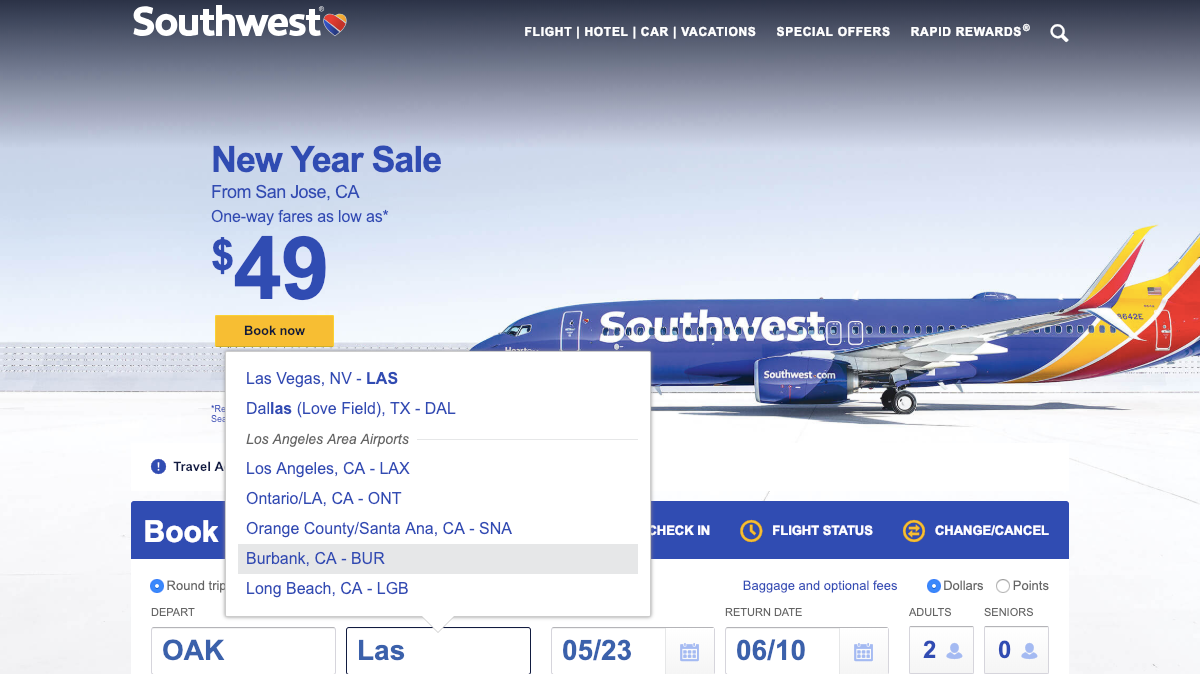 Southwest®
FLIGHT | HOTEL | CAR | VACATIONS
SPECIAL OFFERS
RAPID REWARDS®
New Year Sale
From San Jose, CA
One-way fares as low as*
$49
Book now
Southwest
Southwest.com
8642E
*Re
Sea
Las Vegas, NV - LAS
Dallas (Love Field), TX - DAL
Los Angeles Area Airports
Los Angeles, CA - LAX
Ontario/LA, CA - ONT
Orange County/Santa Ana, CA - SNA
Burbank, CA - BUR
Long Beach, CA - LGB
Travel A
Book
CHECK IN
FLIGHT STATUS
CHANGE/CANCEL
Round trip
Baggage and optional fees
Dollars
Points
DEPART
RETURN DATE
ADULTS
SENIORS
OAK
Las
05/23
06/10
2
0